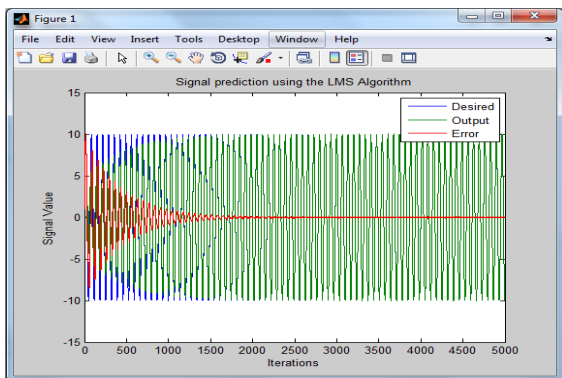 Figure 1
File Edit View Insert Tools Desktop Window Help
Signal prediction using the LMS Algorithm
15
10
5
0
-5
-10
-15
Signal Value
Desired
Output
Error
0 500 1000 1500 2000 2500 3000 3500 4000 4500 5000
Iterations